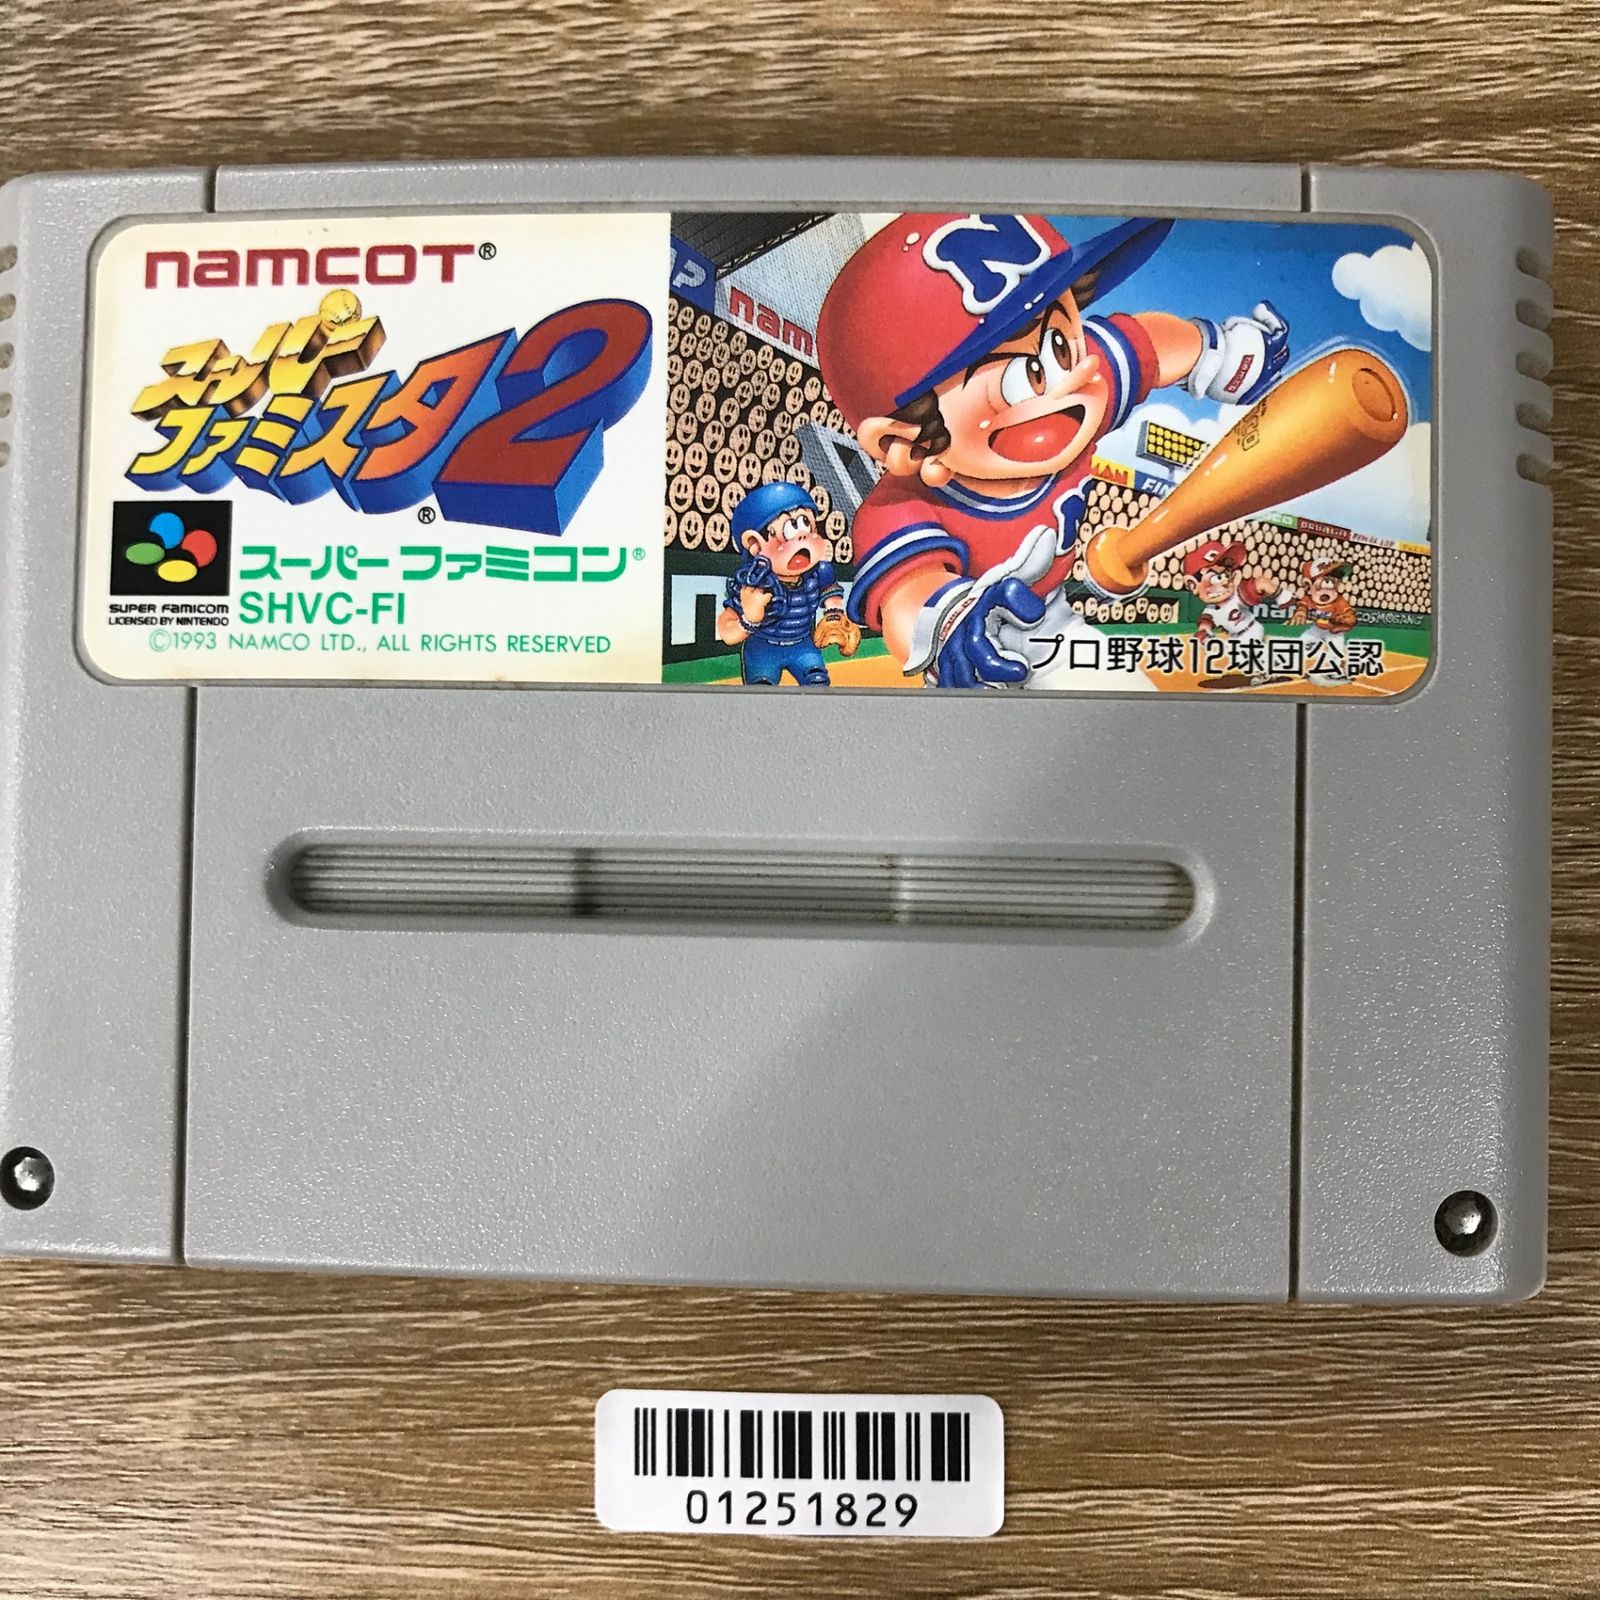 namcoT®
スーパー
ファミスタ2®
スーパーファミコン®
SUPER FAMICOM
LICENSED BY NINTENDO
SHVC-FI
©1993 NAMCO LTD., ALL RIGHTS RESERVED
N
nam
プロ野球12球団公認
01251829